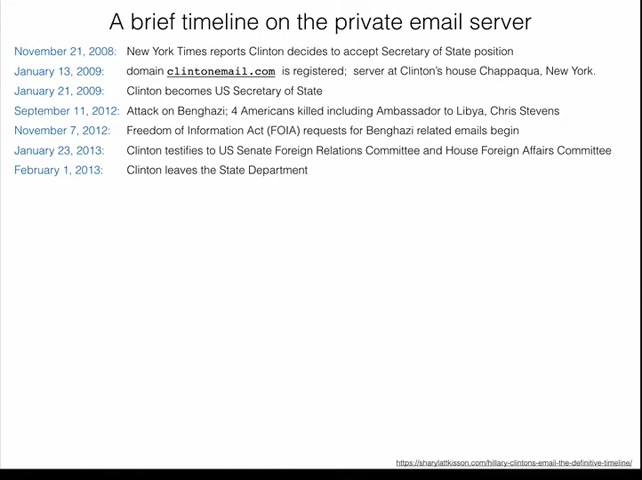 A brief timeline on the private email server
November 21, 2008: New York Times reports Clinton decides to accept Secretary of State position
January 13, 2009: domain clintonemail.com is registered; server at Clinton's house Chappaqua, New York.
January 21, 2009: Clinton becomes US Secretary of State
September 11, 2012: Attack on Benghazi; 4 Americans killed including Ambassador to Libya, Chris Stevens
November 7, 2012: Freedom of Information Act (FOIA) requests for Benghazi related emails begin
January 23, 2013: Clinton testifies to US Senate Foreign Relations Committee and House Foreign Affairs Committee
February 1, 2013: Clinton leaves the State Department
https://sharylattkisson.com/hillary-clintons-email-the-definitive-timeline/